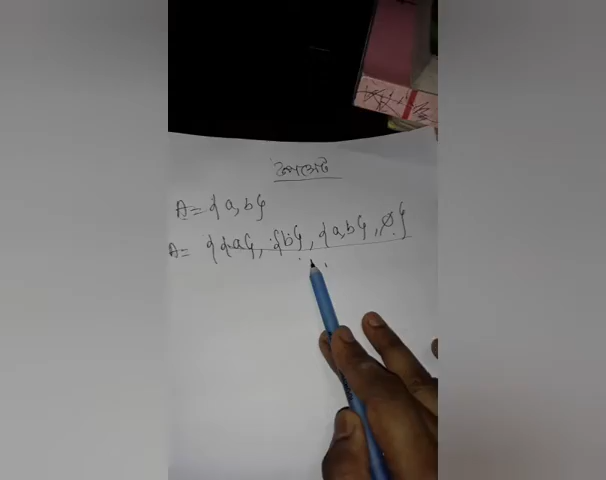 উপসেট
A = {a, b}
A = {{a}, {b}, {a, b}, ∅}